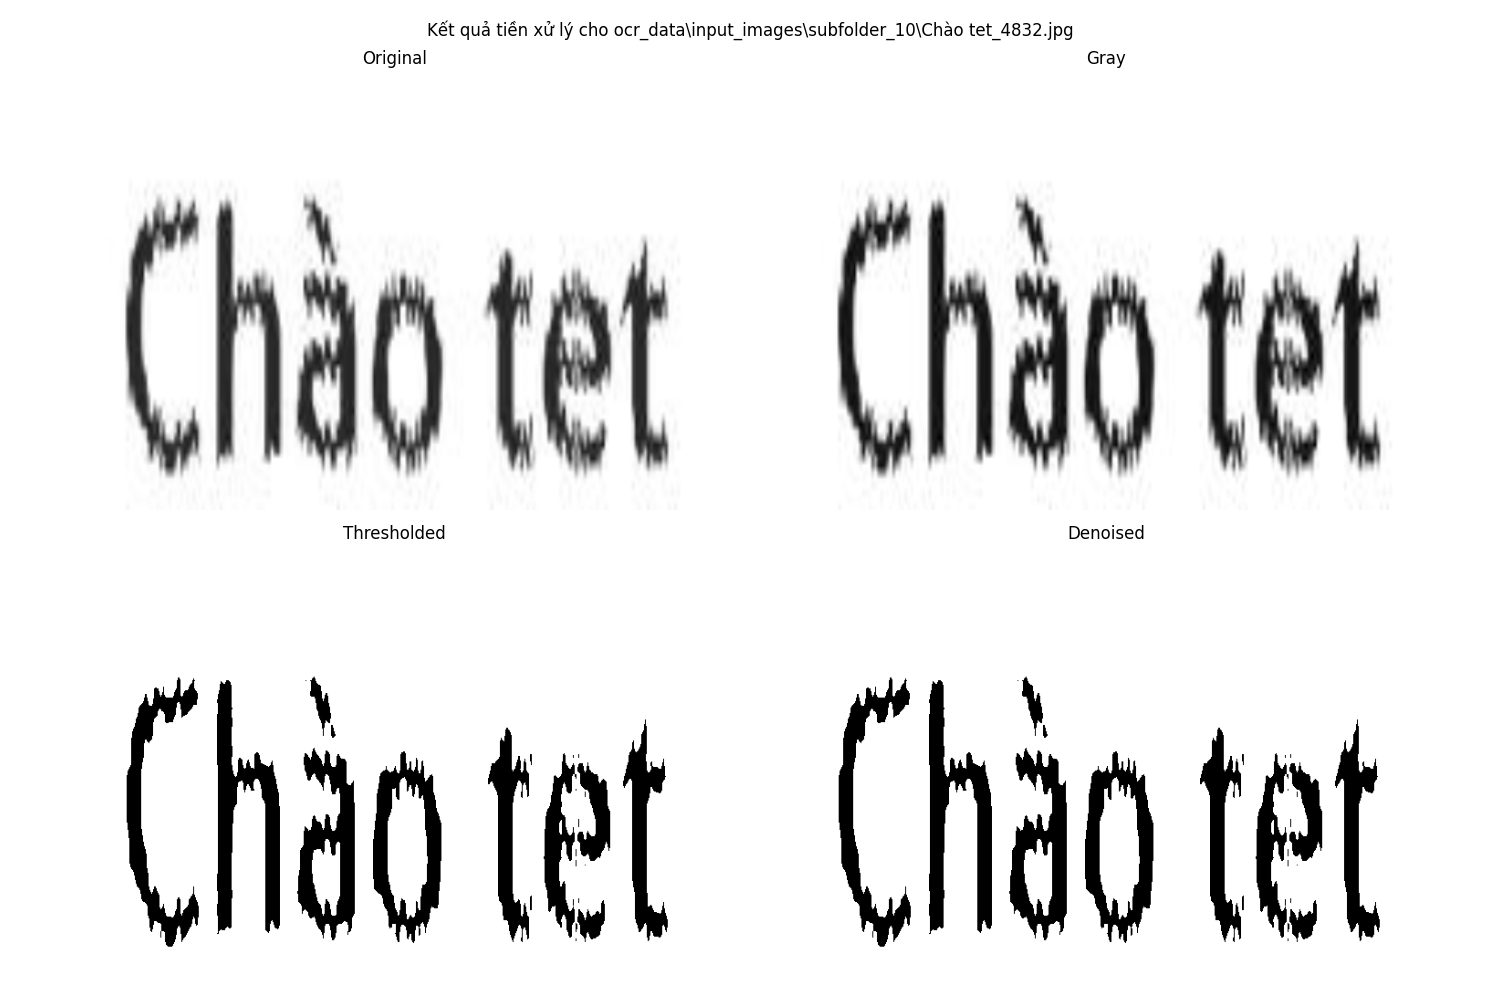 Kết quả tiền xử lý cho ocr_data\input_images\subfolder_10\Chào tet_4832.jpg
Original
Gray
Chào tet
Chào tet
Thresholded
Denoised
Chào tet
Chào tet